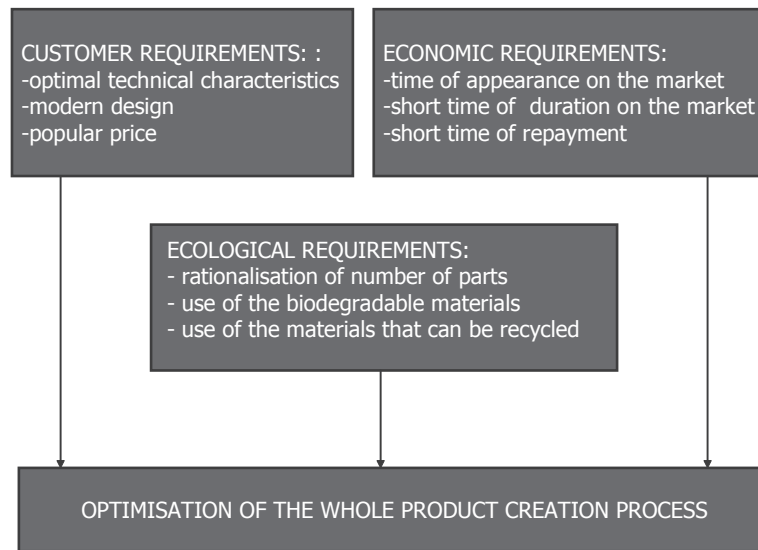 CUSTOMER REQUIREMENTS: :
-optimal technical characteristics
-modern design
-popular price
ECONOMIC REQUIREMENTS:
-time of appearance on the market
-short time of  duration on the market
-short time of repayment
ECOLOGICAL REQUIREMENTS:
- rationalisation of number of parts
- use of the biodegradable materials
- use of the materials that can be recycled
OPTIMISATION OF THE WHOLE PRODUCT CREATION PROCESS